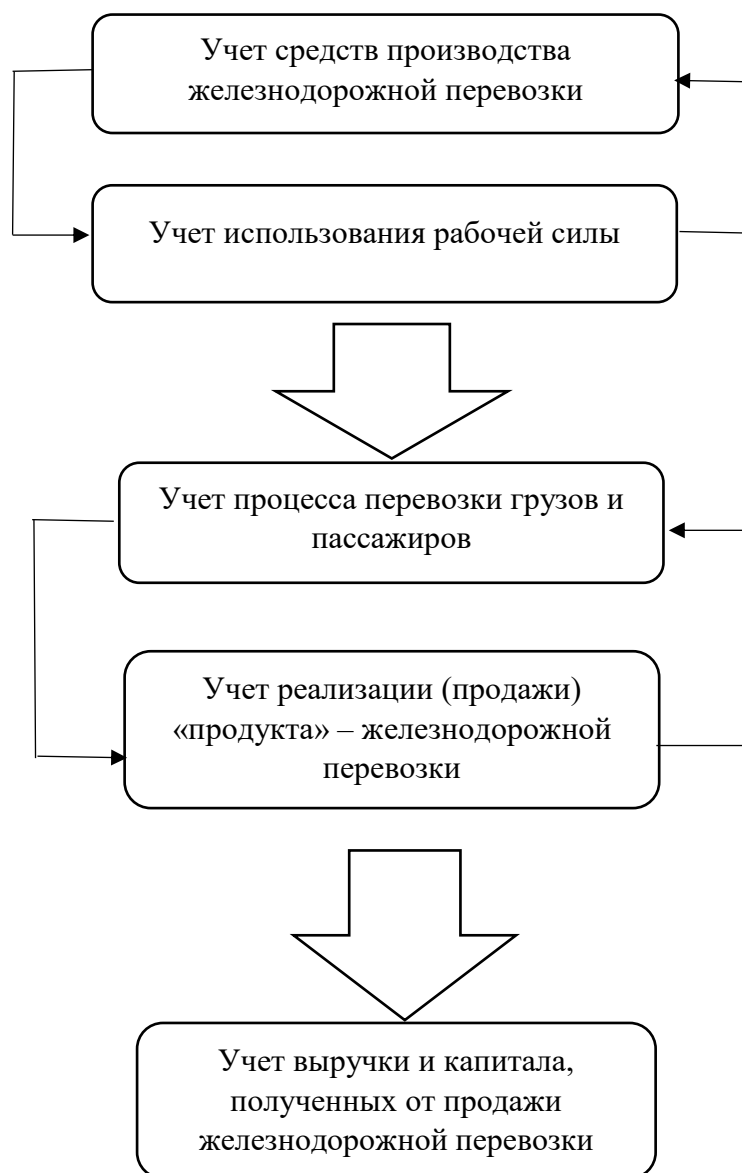 Учет средств производства
железнодорожной перевозки
Учет использования рабочей силы
Учет процесса перевозки грузов и
пассажиров
Учет реализации (продажи)
«продукта» – железнодорожной
перевозки
Учет выручки и капитала,
полученных от продажи
железнодорожной перевозки